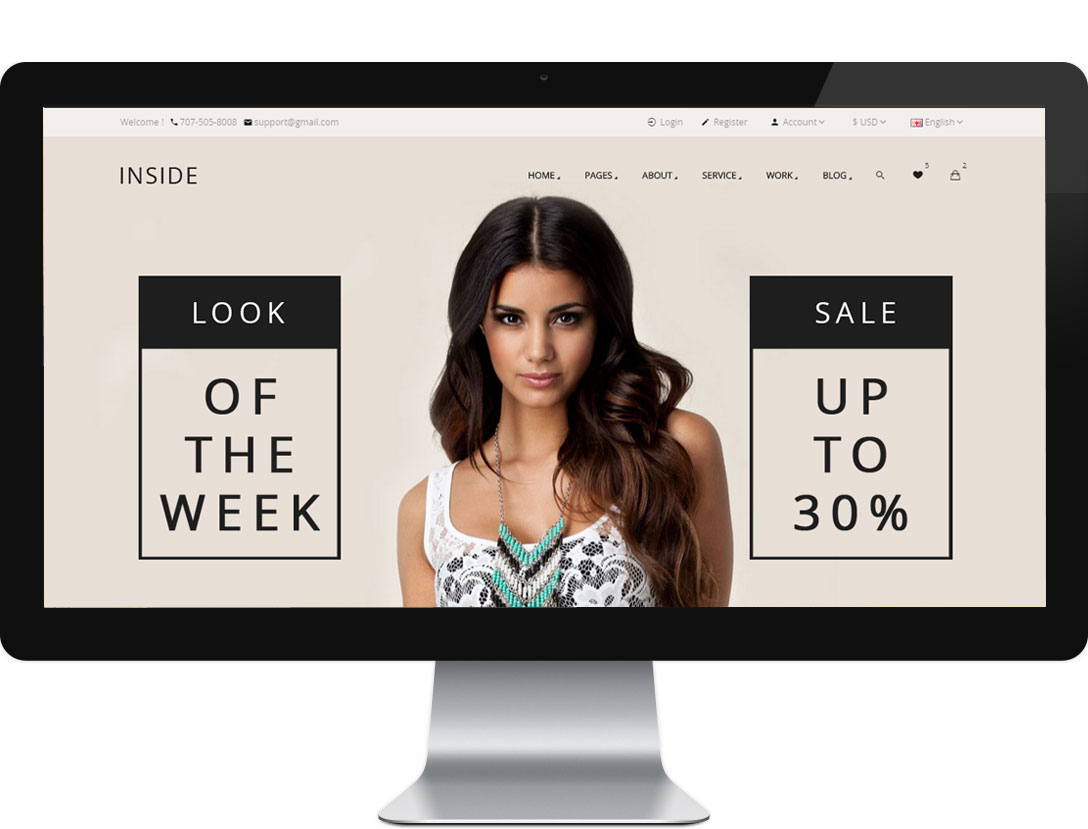 Welcome ! 707-505-8008 support@gmail.com Login Register Account $ USD English
INSIDE HOME PAGES ABOUT SERVICE WORK BLOG 5 2
LOOK
OF
THE
WEEK
SALE
UP
TO
30%